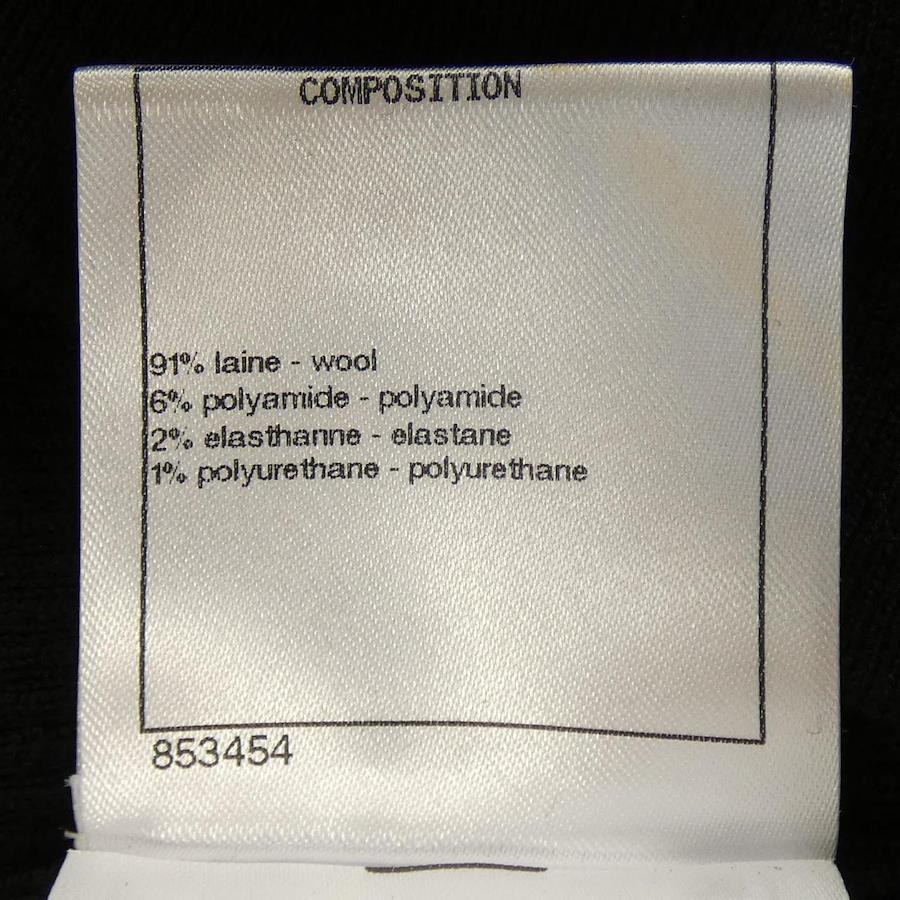 COMPOSITION
91% laine - wool
6% polyamide - polyamide
2% elasthanne - elastane
1% polyurethane - polyurethane
853454